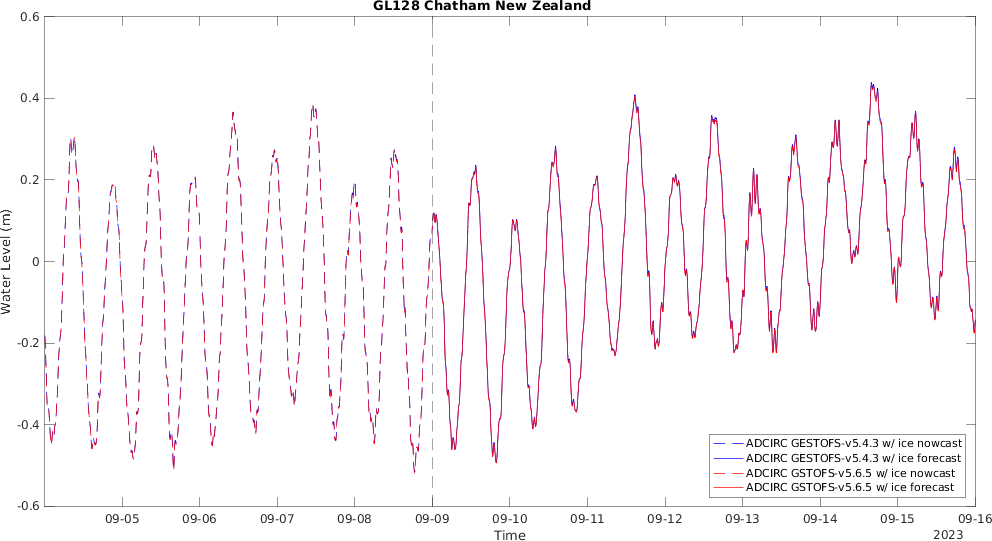 GL128 Chatham New Zealand
Water Level (m)
0.6
0.4
0.2
0
-0.2
-0.4
-0.6
ADCIRC GESTOFS-v5.4.3 w/ ice nowcast
ADCIRC GESTOFS-v5.4.3 w/ ice forecast
ADCIRC GSTOFS-v5.6.5 w/ ice nowcast
ADCIRC GSTOFS-v5.6.5 w/ ice forecast
09-05 09-06 09-07 09-08 09-09 09-10 09-11 09-12 09-13 09-14 09-15 09-16
Time
2023